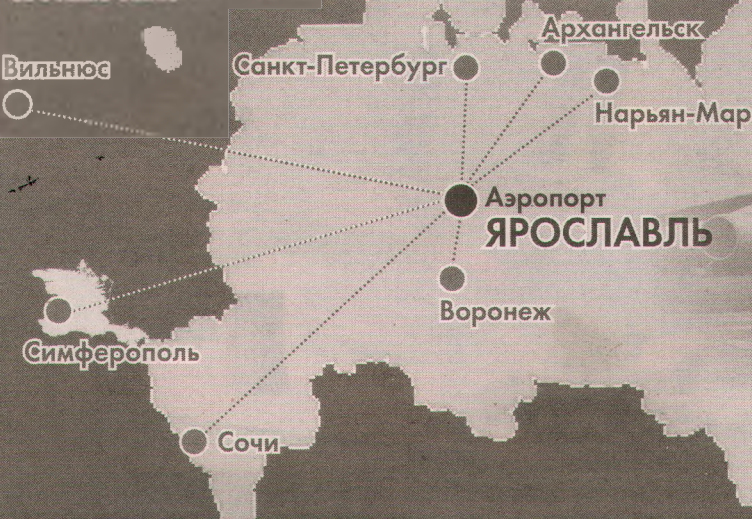 Архангельск
Санкт-Петербург
Вильнюс
Нарьян-Мар
Аэропорт
ЯРОСЛАВЛЬ
Воронеж
Симферополь
Сочи